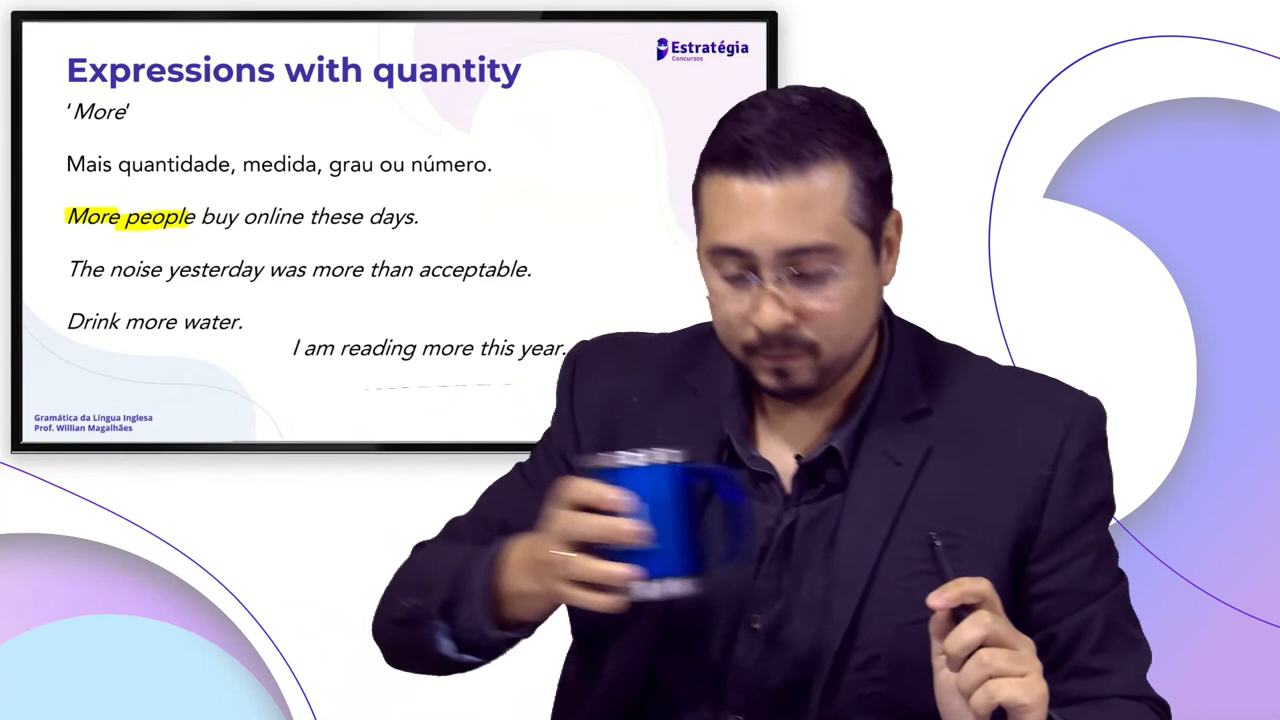 Estratégia
Concursos
Expressions with quantity
'More'
Mais quantidade, medida, grau ou número.
More people buy online these days.
The noise yesterday was more than acceptable.
Drink more water.
I am reading more this year.
Gramática da Língua Inglesa
Prof. Willian Magalhães